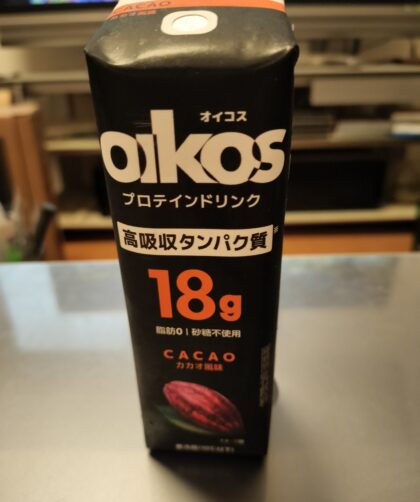 CACAO
オイコス
oikos
プロテインドリンク
高吸収タンパク質※
18g
脂肪0 | 砂糖不使用
CACAO
カカオ風味